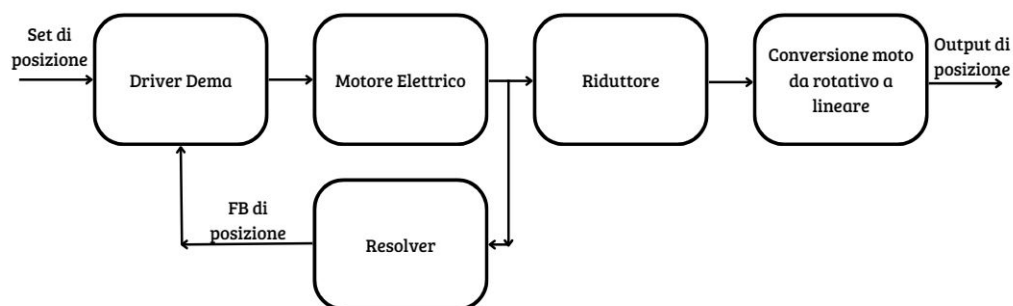 Set di
posizione
Driver Dema
Motore Elettrico
Riduttore
Conversione moto
da rotativo a
lineare
Output di
posizione
FB di
posizione
Resolver